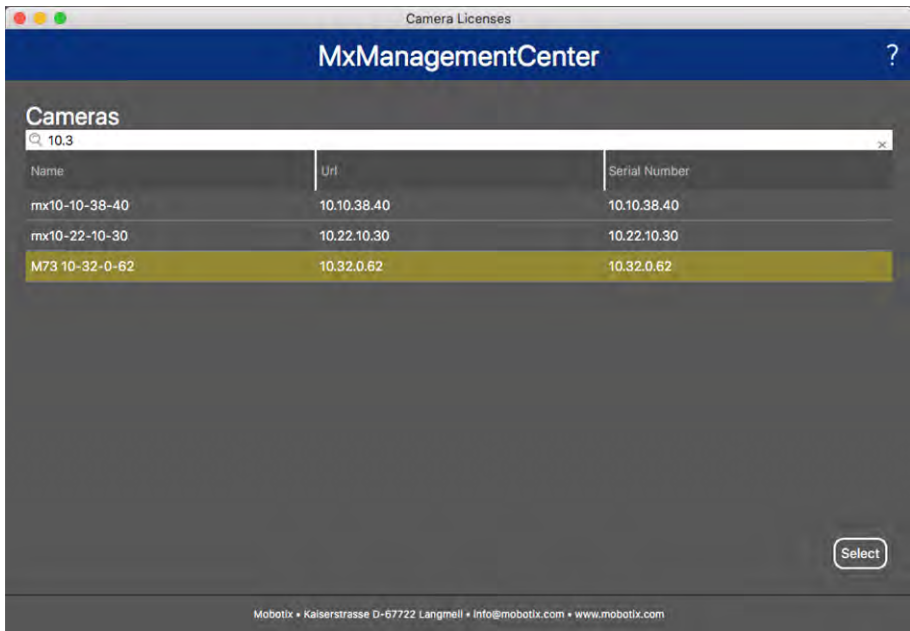 Camera Licenses
MxManagementCenter ?
Cameras
10.3 ×
Name Url Serial Number
mx10-10-38-40 10.10.38.40 10.10.38.40
mx10-22-10-30 10.22.10.30 10.22.10.30
M73 10-32-0-62 10.32.0.62 10.32.0.62
Select
Mobotix • Kaiserstrasse D-67722 Langmeil • info@mobotix.com • www.mobotix.com